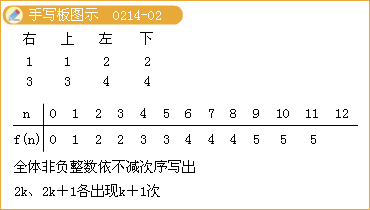 手写板图示 0214-02
右 上 左 下
1 1 2 2
3 3 4 4
n 0 1 2 3 4 5 6 7 8 9 10 11 12
f(n) 0 1 2 2 3 3 4 4 4 5 5 5
全体非负整数依不减次序写出
2k、2k+1各出现k+1次